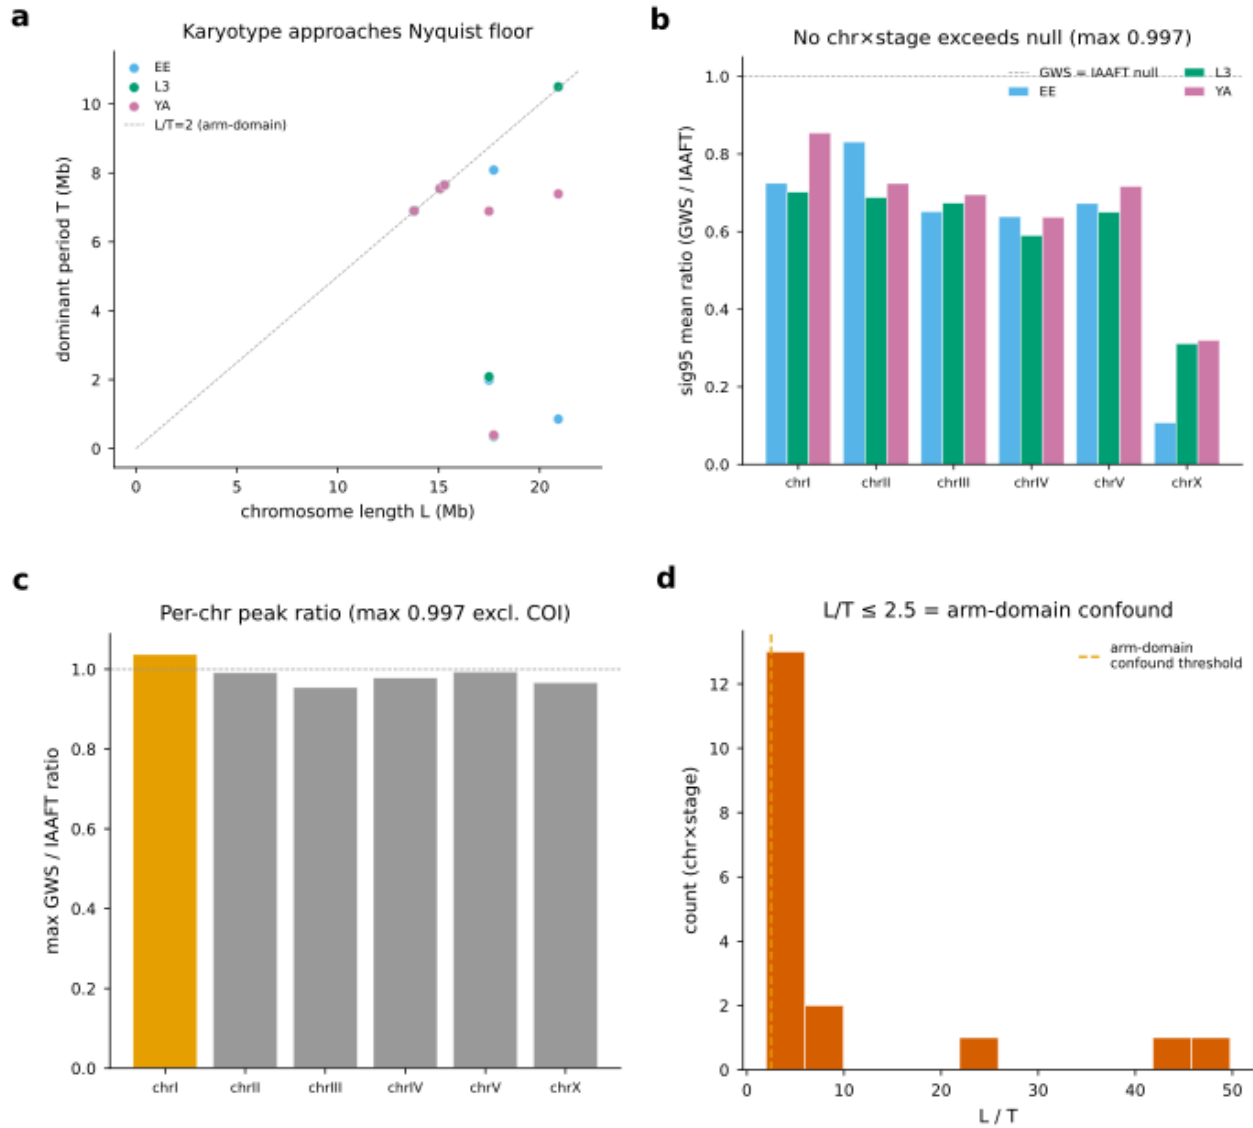 a
Karyotype approaches Nyquist floor
EE
L3
YA
L/T=2 (arm-domain)
10
8
6
4
2
0
dominant period T (Mb)
0 5 10 15 20
chromosome length L (Mb)
b
No chr×stage exceeds null (max 0.997)
GWS = IAAFT null
EE
L3
YA
1.0
0.8
0.6
0.4
0.2
0.0
sig95 mean ratio (GWS / IAAFT)
chrI chrII chrIII chrIV chrV chrX
c
Per-chr peak ratio (max 0.997 excl. COI)
1.0
0.8
0.6
0.4
0.2
0.0
max GWS / IAAFT ratio
chrI chrII chrIII chrIV chrV chrX
d
L/T ≤ 2.5 = arm-domain confound
arm-domain
confound threshold
12
10
8
6
4
2
0
count (chr×stage)
0 10 20 30 40 50
L / T